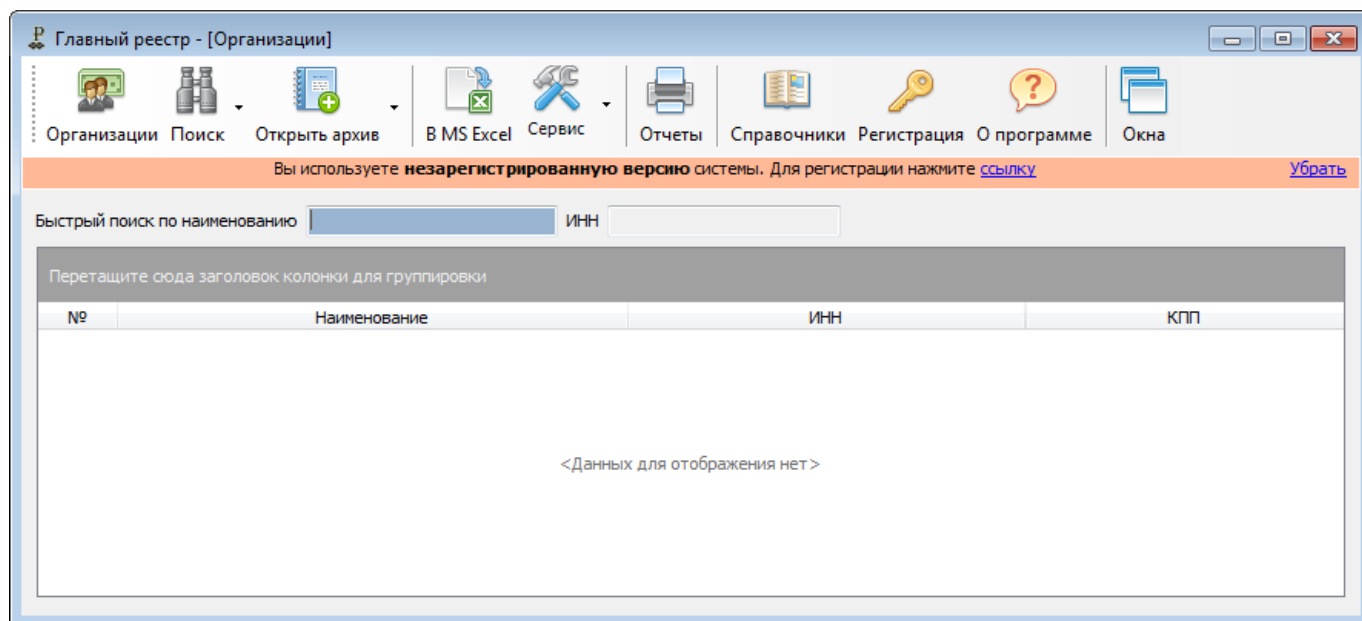 Главный реестр - [Организации]
Организации Поиск Открыть архив В MS Excel Сервис Отчеты Справочники Регистрация О программе Окна
Вы используете незарегистрированную версию системы. Для регистрации нажмите ссылку Убрать
Быстрый поиск по наименованию ИНН
Перетащите сюда заголовок колонки для группировки
№ Наименование ИНН КПП
<Данных для отображения нет>